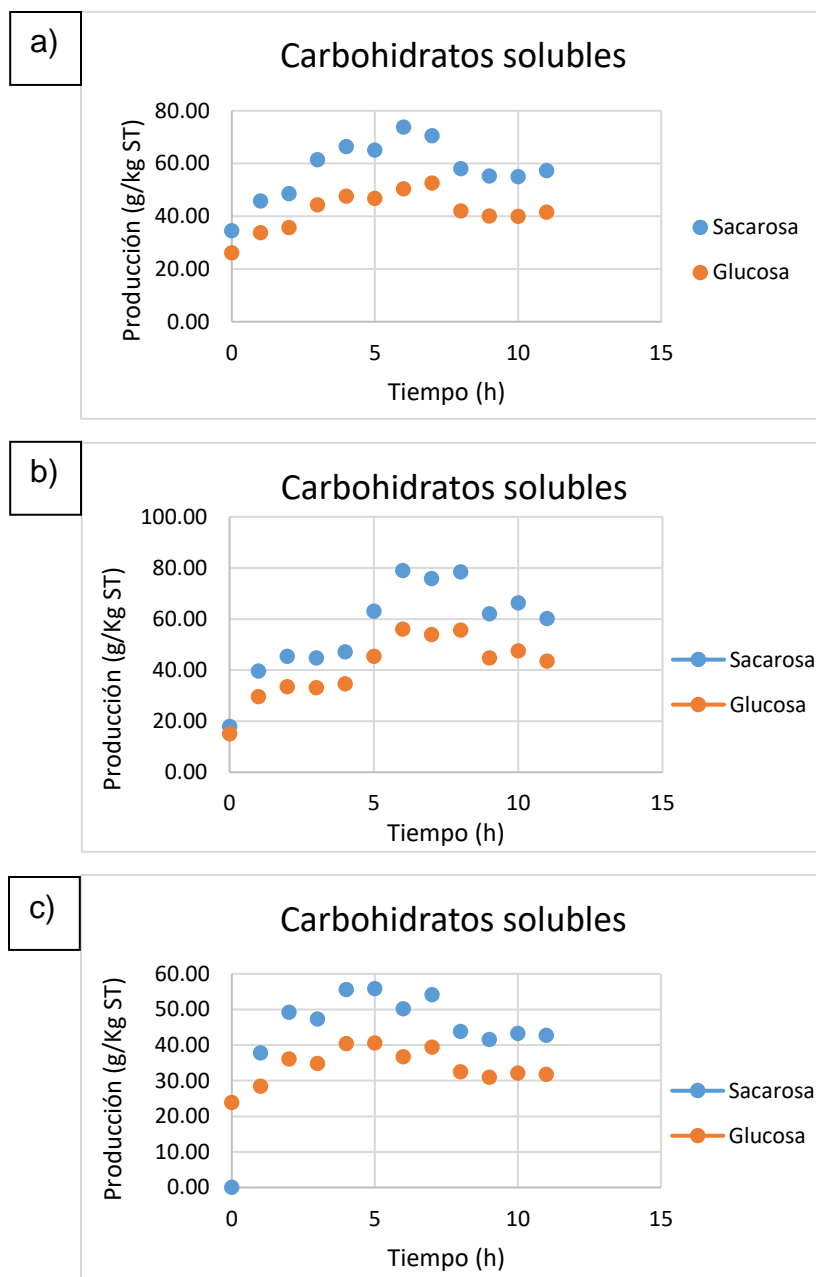 a)
Carbohidratos solubles
Producción (g/kg ST)
80.00
60.00
40.00
20.00
0.00
0 5 10 15
Tiempo (h)
Sacarosa
Glucosa
b)
Carbohidratos solubles
Producción (g/Kg ST)
100.00
80.00
60.00
40.00
20.00
0.00
0 5 10 15
Tiempo (h)
Sacarosa
Glucosa
c)
Carbohidratos solubles
Producción (g/Kg ST)
60.00
50.00
40.00
30.00
20.00
10.00
0.00
0 5 10 15
Tiempo (h)
Sacarosa
Glucosa